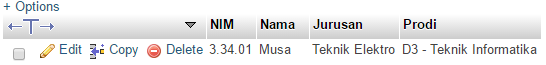 + Options
NIM Nama Jurusan Prodi
Edit Copy Delete 3.34.01 Musa Teknik Elektro D3 - Teknik Informatika